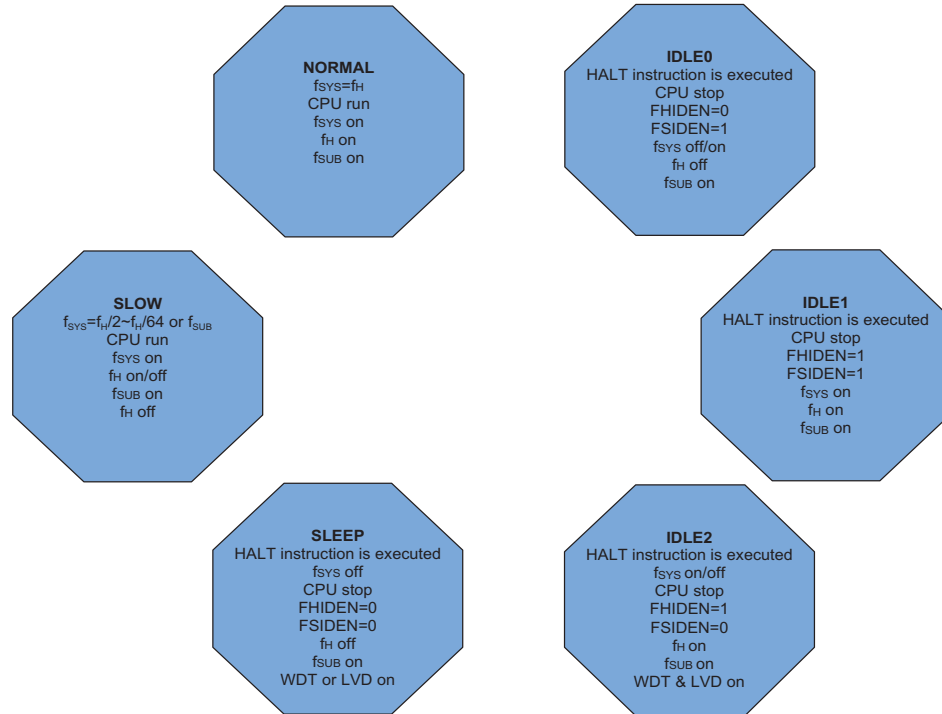 NORMAL
fSYS=fH
CPU run
fSYS on
fH on
fSUB on
IDLE0
HALT instruction is executed
CPU stop
FHIDEN=0
FSIDEN=1
fSYS off/on
fH off
fSUB on
SLOW
fSYS=fH/2~fH/64 or fSUB
CPU run
fSYS on
fH on/off
fSUB on
fH off
IDLE1
HALT instruction is executed
CPU stop
FHIDEN=1
FSIDEN=1
fSYS on
fH on
fSUB on
SLEEP
HALT instruction is executed
fSYS off
CPU stop
FHIDEN=0
FSIDEN=0
fH off
fSUB on
WDT or LVD on
IDLE2
HALT instruction is executed
fSYS on/off
CPU stop
FHIDEN=1
FSIDEN=0
fH on
fSUB on
WDT & LVD on